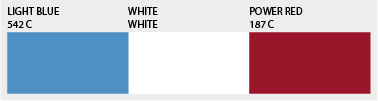 LIGHT BLUE
542 C
WHITE
WHITE
POWER RED
187 C